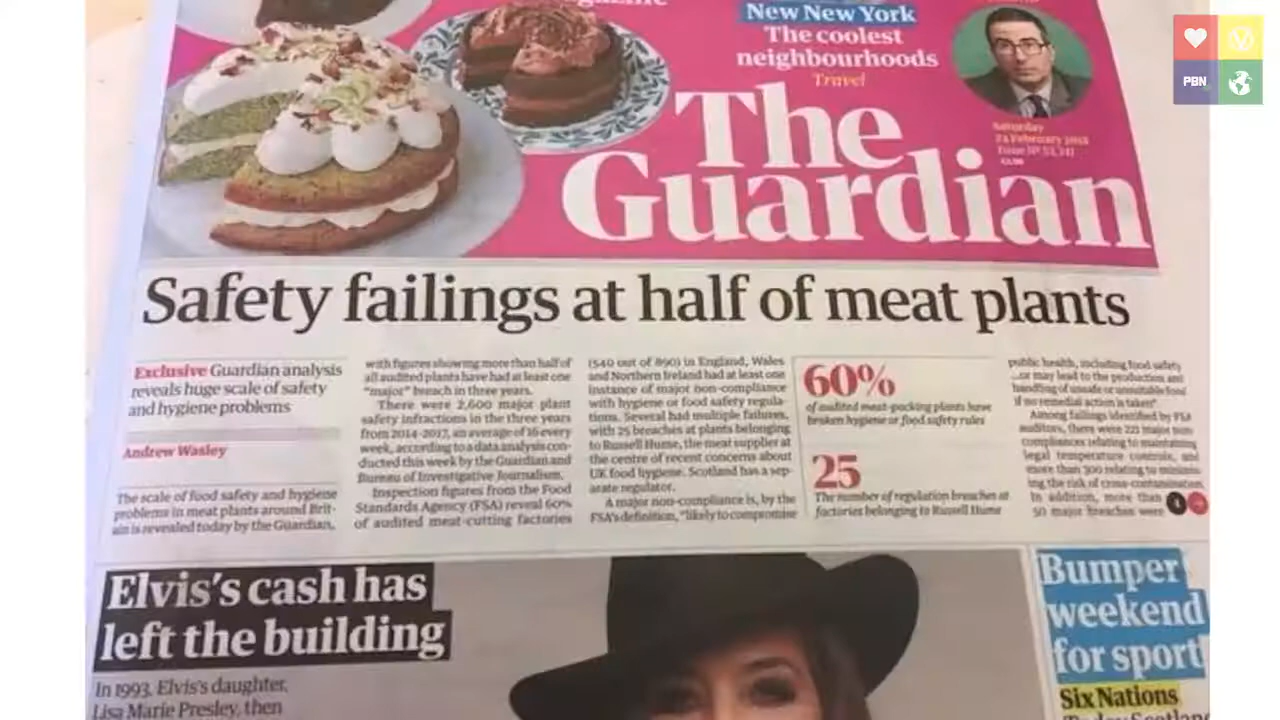 New New York
The coolest
neighbourhoods
Travel
PBN
The
Guardian
Saturday
24 February 2018
Safety failings at half of meat plants
Exclusive Guardian analysis
reveals huge scale of safety
and hygiene problems
Andrew Wasley
The scale of food safety and hygiene
problems in meat plants around Brit-
ain is revealed today by the Guardian,
with figures showing more than half of
all audited plants have had at least one
"major" breach in three years.
There were 2,600 major plant
safety infractions in the three years
from 2014-2017, an average of 16 every
week, according to a data analysis con-
ducted this week by the Guardian and
Bureau of Investigative Journalism.
Inspection figures from the Food
Standards Agency (FSA) reveal 60%
of audited meat-cutting factories
(540 out of 890) in England, Wales
and Northern Ireland had at least one
instance of major non-compliance
with hygiene or food safety regula-
tions. Several had multiple failures,
with 25 breaches at plants belonging
to Russell Hume, the meat supplier at
the centre of recent concerns about
UK food hygiene. Scotland has a sep-
arate regulator.
A major non-compliance is, by the
FSA's definition, "likely to compromise
60%
of audited meat-packing plants have
broken hygiene or food safety rules
25
The number of regulation breaches at
factories belonging to Russell Hume
public health, including food safety
...or may lead to the production and
handling of unsafe or unsuitable food
if no remedial action is taken".
Among failings identified by FSA
auditors, there were 221 major non
compliances relating to maintaining
legal temperature controls, and
more than 300 relating to minimis-
ing the risk of cross-contamination.
In addition, more than
50 major breaches were
Elvis's cash has
left the building
In 1993, Elvis's daughter,
Lisa Marie Presley, then
Bumper
weekend
for sport
Six Nations